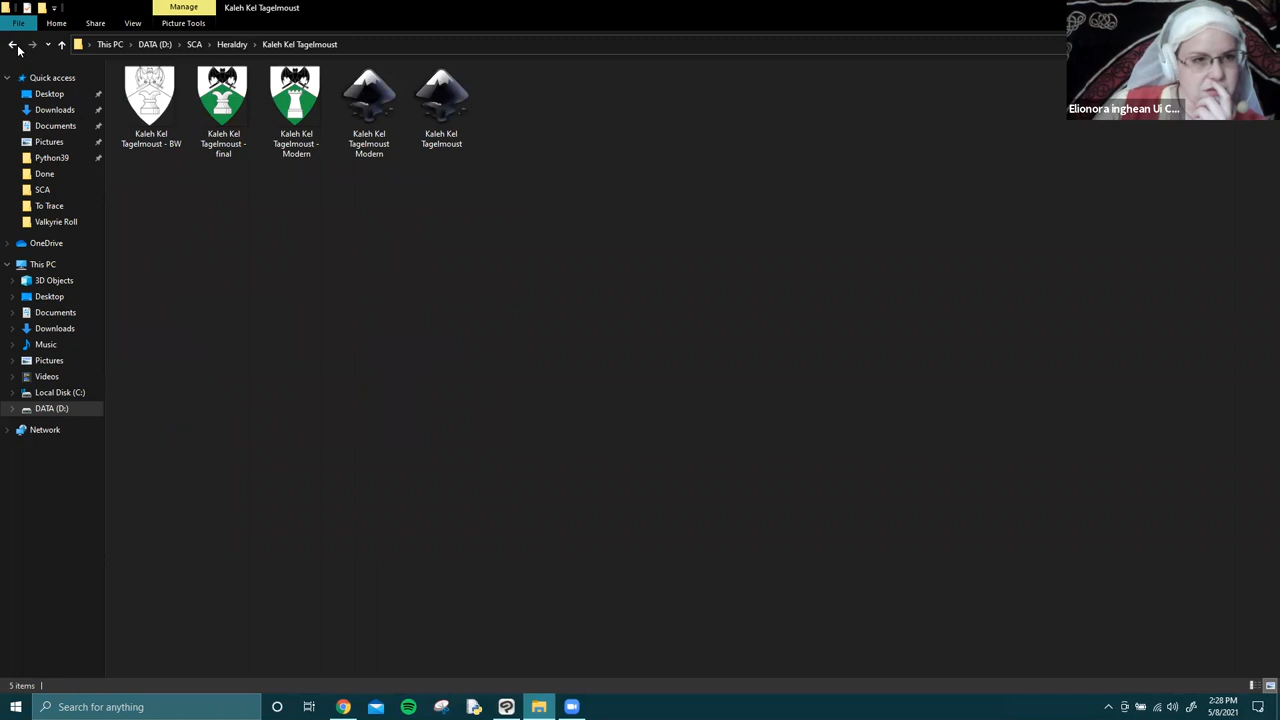 Manage
Kaleh Kel Tagelmoust
File
Home
Share
View
Picture Tools
This PC
DATA (D:)
SCA
Heraldry
Kaleh Kel Tagelmoust
Elionora inghean Ui C...
Quick access
Desktop
Downloads
Documents
Pictures
Python39
Done
SCA
To Trace
Valkyrie Roll
OneDrive
This PC
3D Objects
Desktop
Documents
Downloads
Music
Pictures
Videos
Local Disk (C:)
DATA (D:)
Network
Kaleh Kel
Tagelmoust - BW
Kaleh Kel
Tagelmoust -
final
Kaleh Kel
Tagelmoust -
Modern
Kaleh Kel
Tagelmoust
Modern
Kaleh Kel
Tagelmoust
5 items
Search for anything
2:28 PM
5/8/2021